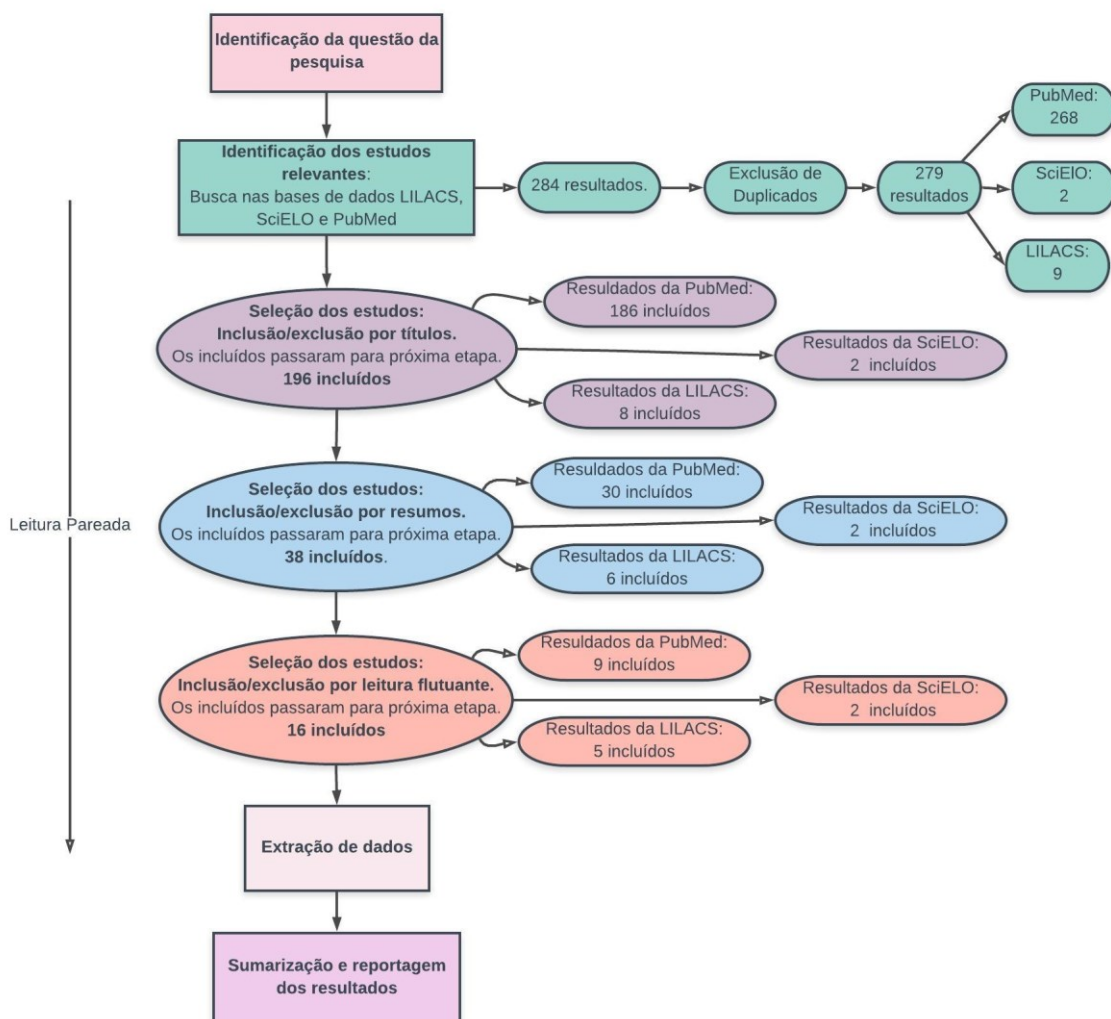 Identificação da questão da
pesquisa
Identificação dos estudos
relevantes:
Busca nas bases de dados LILACS,
SciELO e PubMed
284 resultados.
Exclusão de
Duplicados
279
resultados
PubMed:
268
SciElO:
2
LILACS:
9
Leitura Pareada
Seleção dos estudos:
Inclusão/exclusão por títulos.
Os incluídos passaram para próxima etapa.
196 incluídos
Resuldados da PubMed:
186 incluídos
Resultados da SciELO:
2 incluídos
Resultados da LILACS:
8 incluídos
Seleção dos estudos:
Inclusão/exclusão por resumos.
Os incluídos passaram para próxima etapa.
38 incluídos.
Resuldados da PubMed:
30 incluídos
Resultados da SciELO:
2 incluídos
Resultados da LILACS:
6 incluídos
Seleção dos estudos:
Inclusão/exclusão por leitura flutuante.
Os incluídos passaram para próxima etapa.
16 incluídos
Resuldados da PubMed:
9 incluídos
Resultados da SciELO:
2 incluídos
Resultados da LILACS:
5 incluídos
Extração de dados
Sumarização e reportagem
dos resultados